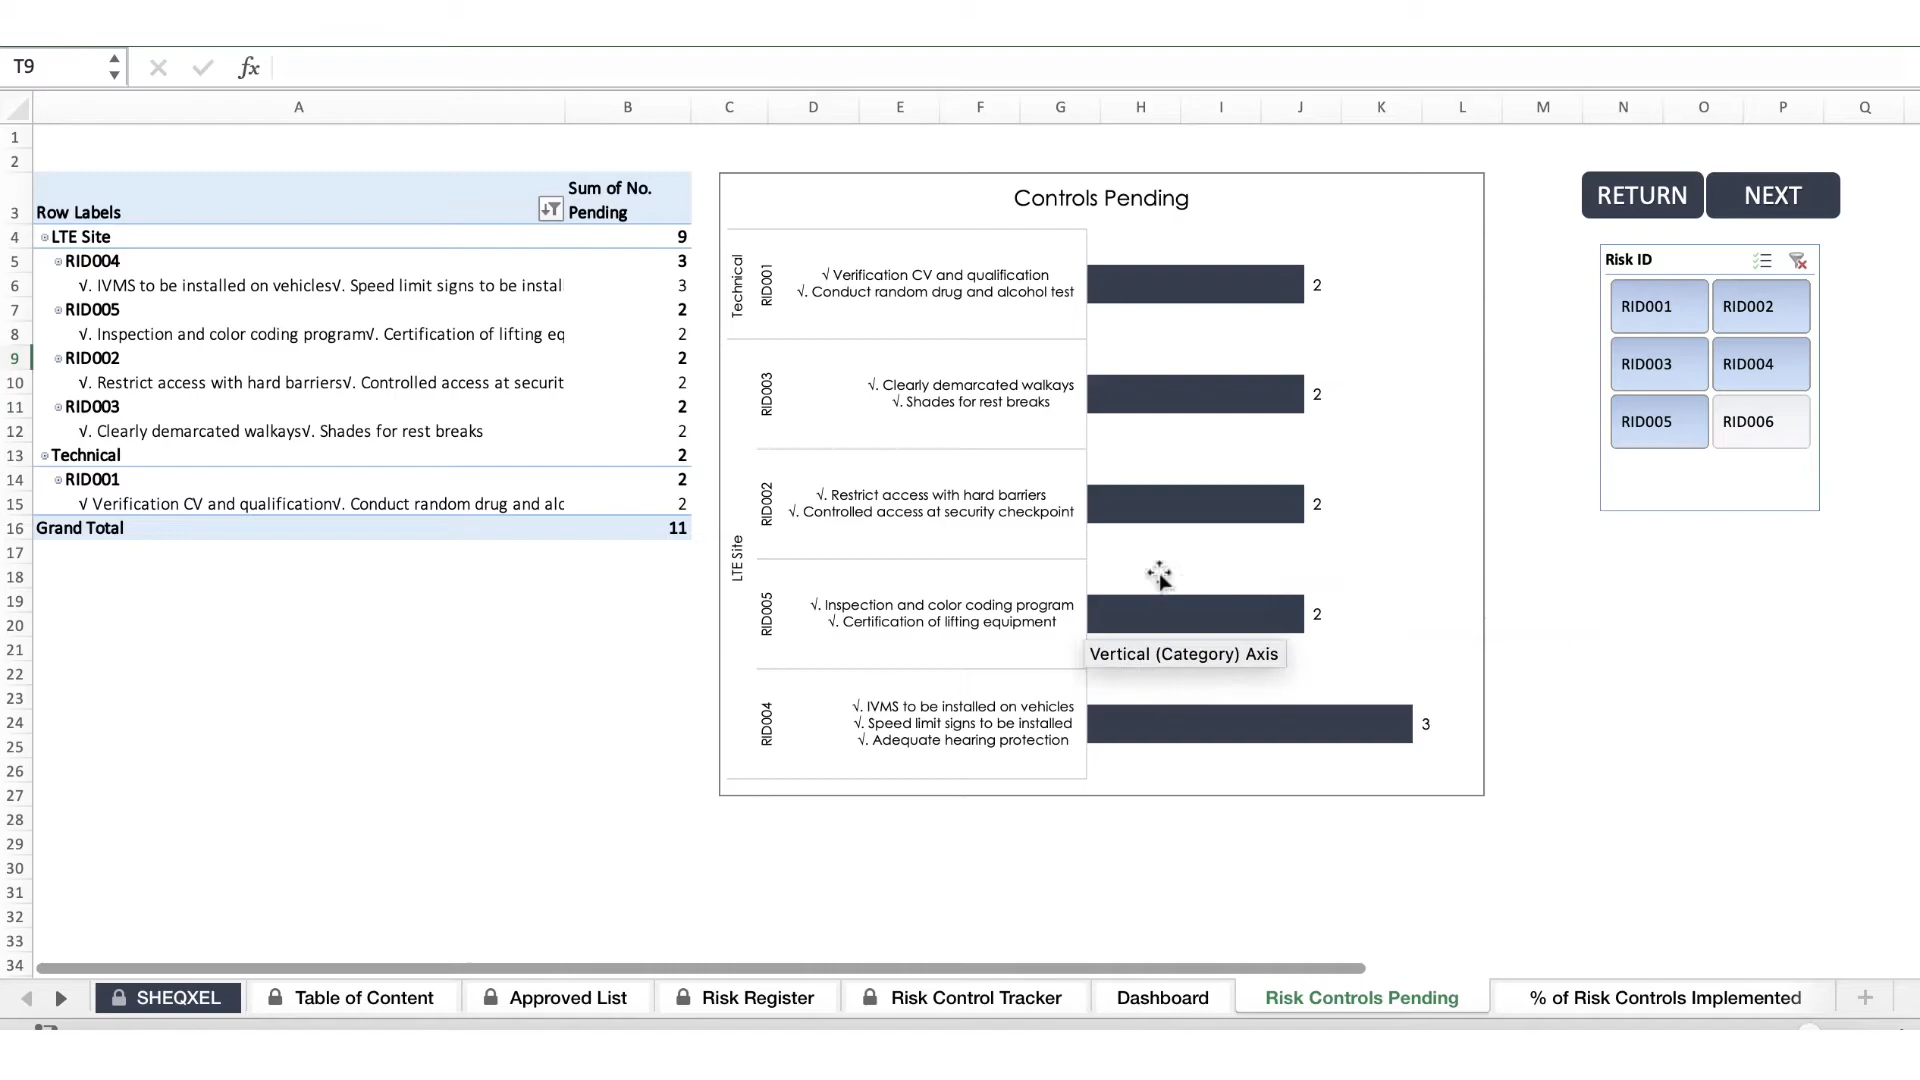 T9
fx
A B C D E F G H I J K L M N O P Q
1
2
Sum of No.
3 Row Labels Pending
4 LTE Site 9
5 RID004 3
6 √. IVMS to be installed on vehicles√. Speed limit signs to be instal 3
7 RID005 2
8 √. Inspection and color coding program√. Certification of lifting eq 2
9 RID002 2
10 √. Restrict access with hard barriers√. Controlled access at securit 2
11 RID003 2
12 √. Clearly demarcated walkays√. Shades for rest breaks 2
13 Technical 2
14 RID001 2
15 √ Verification CV and qualification√. Conduct random drug and alc 2
16 Grand Total 11
17
18
19
20
21
22
23
24
25
26
27
28
29
30
31
32
33
34
Controls Pending
Technical
RID001
√ Verification CV and qualification
√. Conduct random drug and alcohol test
2
LTE Site
RID003
√. Clearly demarcated walkays
√. Shades for rest breaks
2
RID002
√. Restrict access with hard barriers
√. Controlled access at security checkpoint
2
RID005
√. Inspection and color coding program
√. Certification of lifting equipment
2
Vertical (Category) Axis
RID004
√. IVMS to be installed on vehicles
√. Speed limit signs to be installed
√. Adequate hearing protection
3
RETURN NEXT
Risk ID
RID001 RID002
RID003 RID004
RID005 RID006
SHEQXEL Table of Content Approved List Risk Register Risk Control Tracker Dashboard Risk Controls Pending % of Risk Controls Implemented